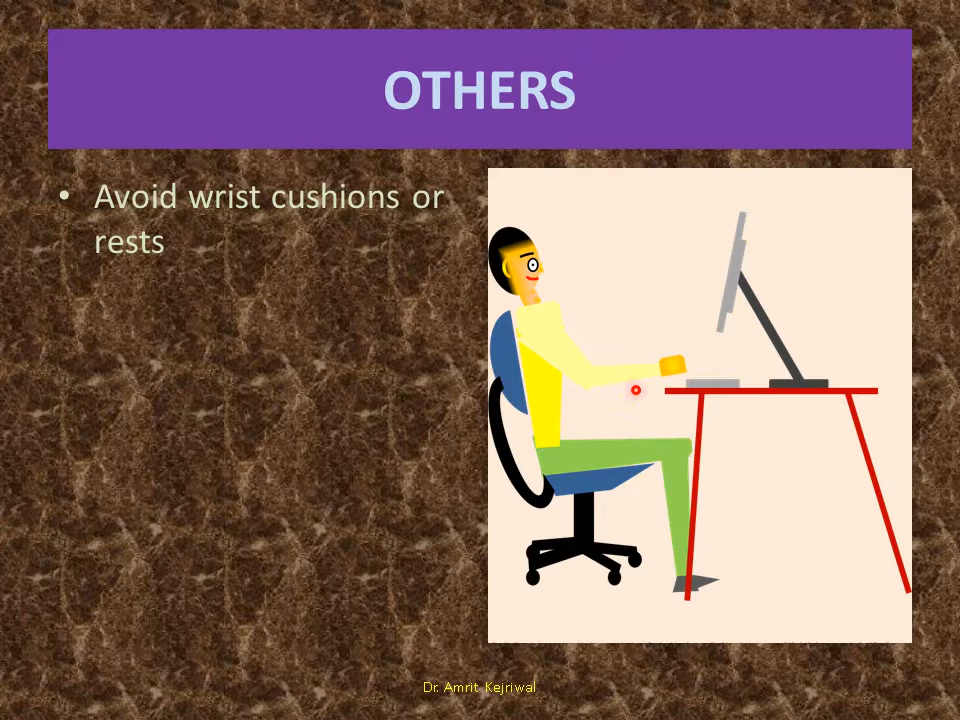 OTHERS
• Avoid wrist cushions or
rests
Dr. Amrit Kejriwal